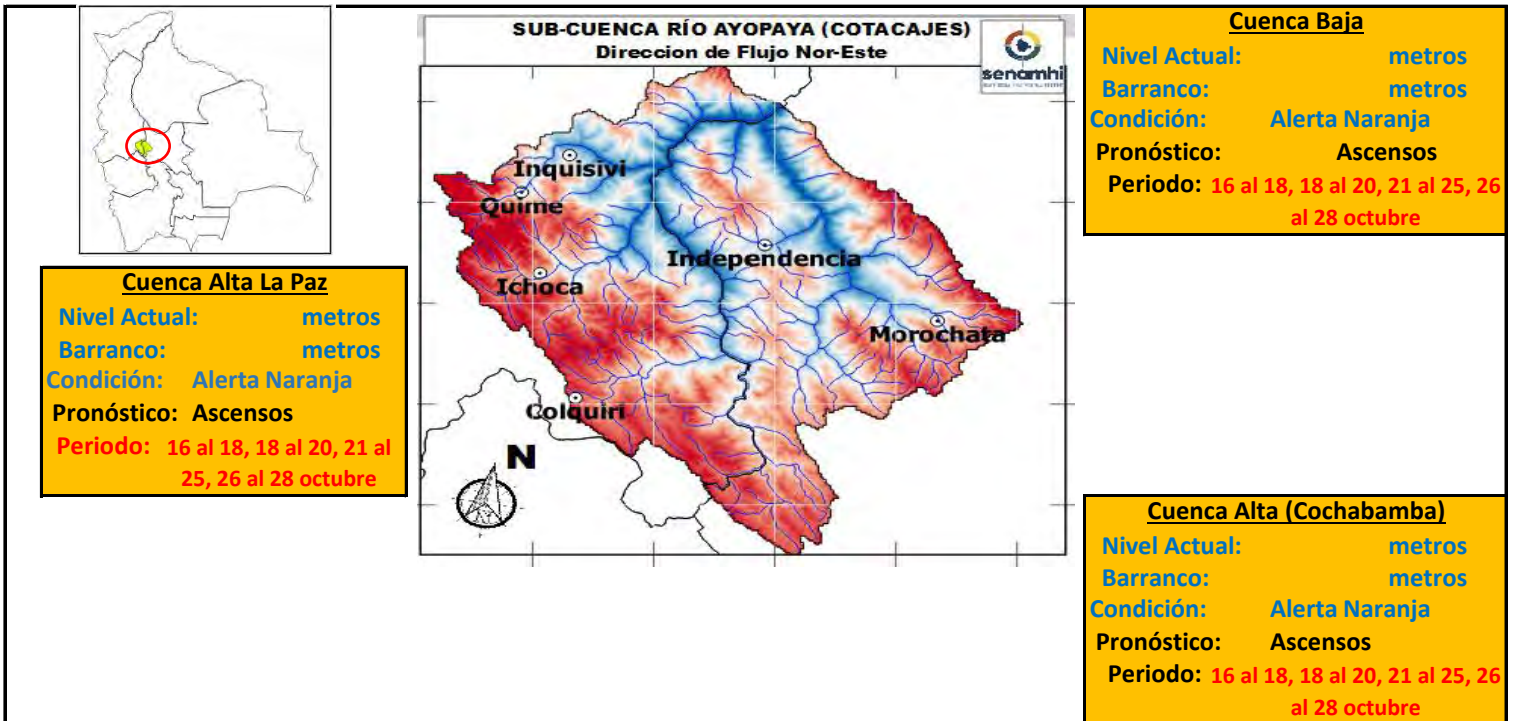 SUB-CUENCA RÍO AYOPAYA (COTACAJES)
Direccion de Flujo Nor-Este
senamhi
Inquisivi
Quime
Independencia
Ichoca
Morochata
Colquiri
N
Cuenca Baja
Nivel Actual: metros
Barranco: metros
Condición: Alerta Naranja
Pronóstico: Ascensos
Periodo: 16 al 18, 18 al 20, 21 al 25, 26
al 28 octubre
Cuenca Alta La Paz
Nivel Actual: metros
Barranco: metros
Condición: Alerta Naranja
Pronóstico: Ascensos
Periodo: 16 al 18, 18 al 20, 21 al
25, 26 al 28 octubre
Cuenca Alta (Cochabamba)
Nivel Actual: metros
Barranco: metros
Condición: Alerta Naranja
Pronóstico: Ascensos
Periodo: 16 al 18, 18 al 20, 21 al 25, 26
al 28 octubre